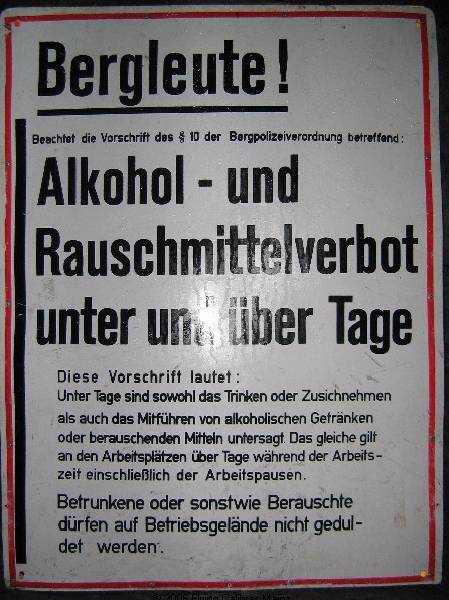 Bergleute!
Beachtet die Vorschrift des § 10 der Bergpolizeiverordnung betreffend:
Alkohol - und
Rauschmittelverbot
unter und über Tage
Diese Vorschrift lautet:
Unter Tage sind sowohl das Trinken oder Zusichnehmen
als auch das Mitführen von alkoholischen Getränken
oder berauschenden Mitteln untersagt. Das gleiche gilt
an den Arbeitsplätzen über Tage während der Arbeits-
zeit einschließlich der Arbeitspausen.
Betrunkene oder sonstwie Berauschte
dürfen auf Betriebsgelände nicht gedul-
det werden.